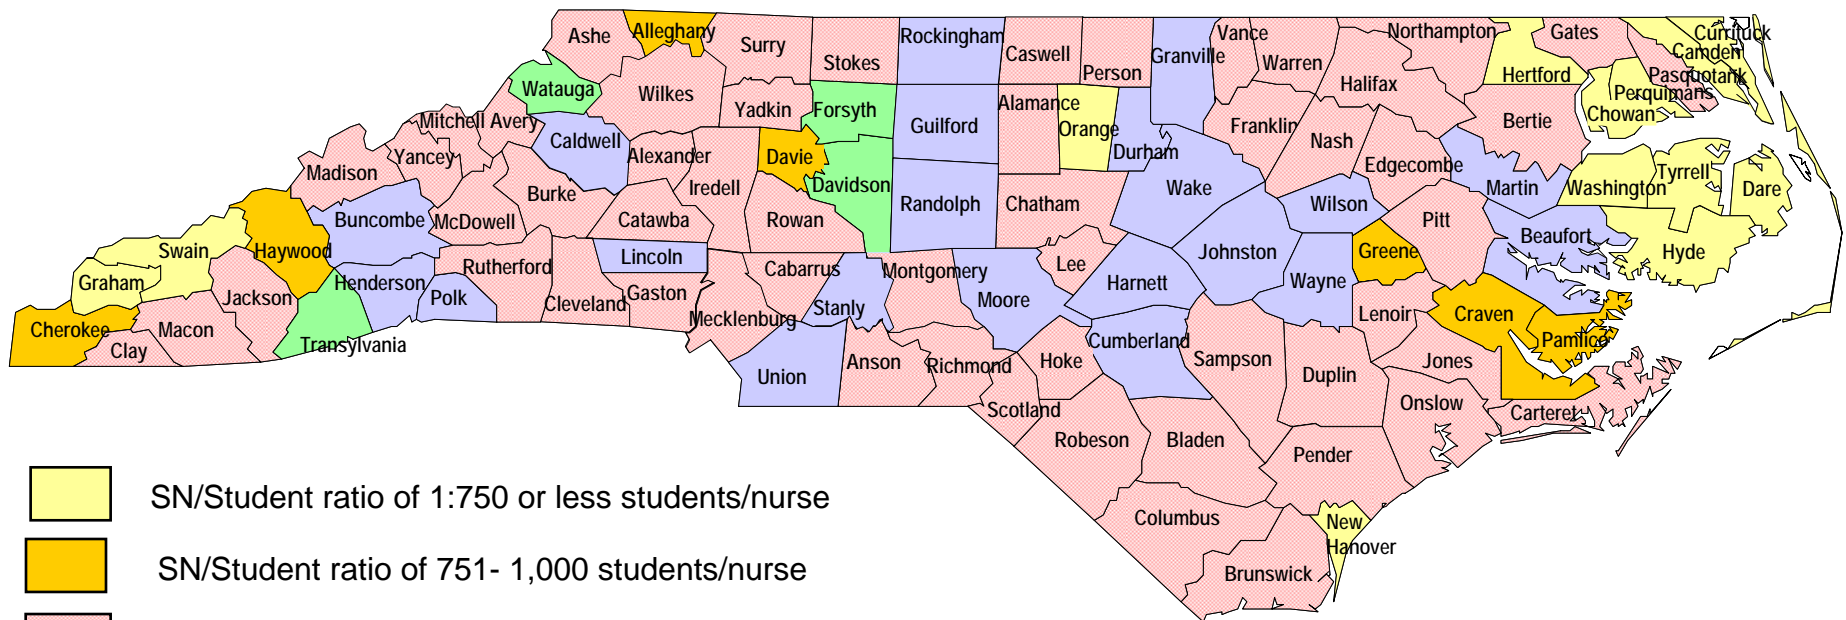 Ashe
Alleghany
Surry
Stokes
Rockingham
Caswell
Person
Granville
Vance
Warren
Northampton
Gates
Currituck
Camden
Pasquotank
Perquimans
Hertford
Chowan
Halifax
Watauga
Wilkes
Yadkin
Forsyth
Guilford
Alamance
Orange
Durham
Franklin
Nash
Bertie
Edgecombe
Mitchell
Avery
Caldwell
Alexander
Davie
Yancey
Madison
Burke
Iredell
Davidson
Randolph
Chatham
Wake
Wilson
Martin
Washington
Tyrrell
Dare
Buncombe
McDowell
Catawba
Rowan
Johnston
Pitt
Beaufort
Hyde
Swain
Haywood
Lincoln
Greene
Graham
Jackson
Henderson
Polk
Rutherford
Cleveland
Gaston
Cabarrus
Stanly
Montgomery
Moore
Lee
Harnett
Wayne
Lenoir
Craven
Pamlico
Cherokee
Macon
Clay
Transylvania
Mecklenburg
Union
Anson
Richmond
Hoke
Cumberland
Sampson
Duplin
Jones
Scotland
Onslow
Carteret
Robeson
Bladen
Pender
Columbus
New
Hanover
Brunswick
SN/Student ratio of 1:750 or less students/nurse
SN/Student ratio of 751- 1,000 students/nurse